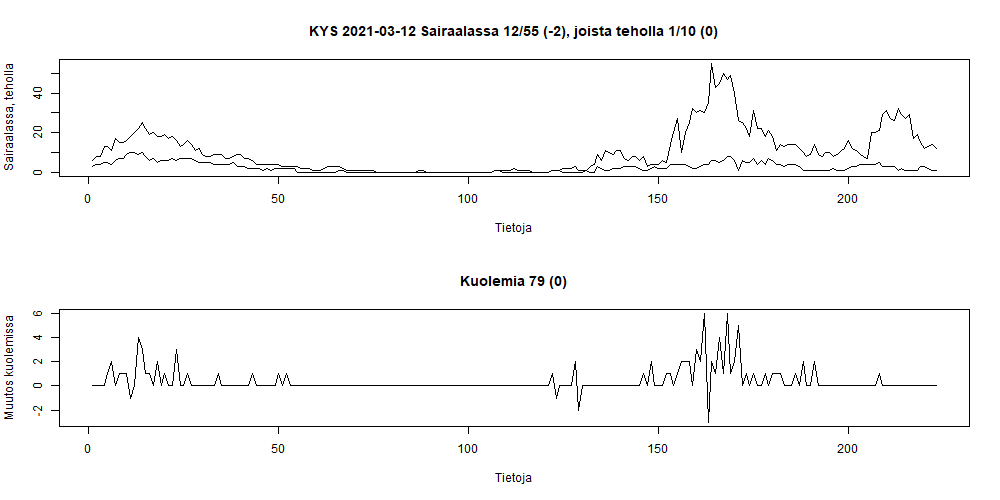 KYS 2021-03-12 Sairaalassa 12/55 (-2), joista teholla 1/10 (0)
Sairaalassa, teholla
0 20 40
0 50 100 150 200
Tietoja
Kuolemia 79 (0)
Muutos kuolemissa
-2 0 2 4 6
0 50 100 150 200
Tietoja